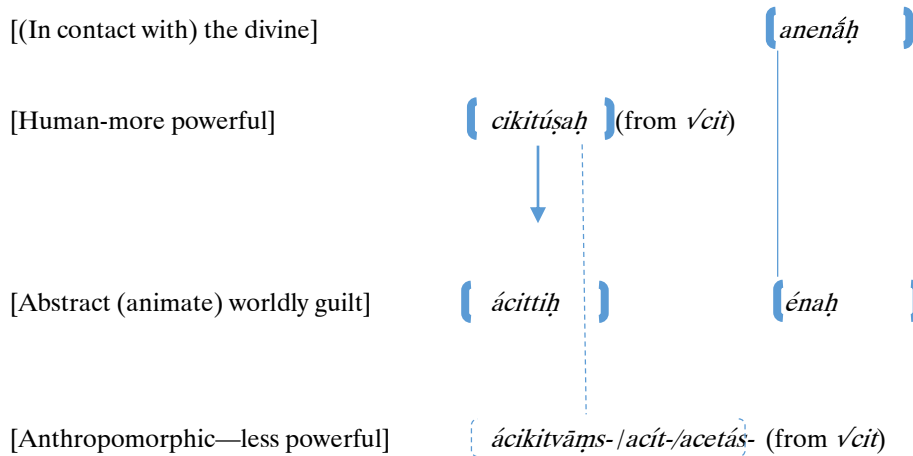 [(In contact with) the divine] anenā́ḥ
[Human-more powerful] cikitúṣaḥ (from √cit)
[Abstract (animate) worldly guilt] ácittiḥ énaḥ
[Anthropomorphic—less powerful] ácikitvāṃs-/acít-/acetás- (from √cit)